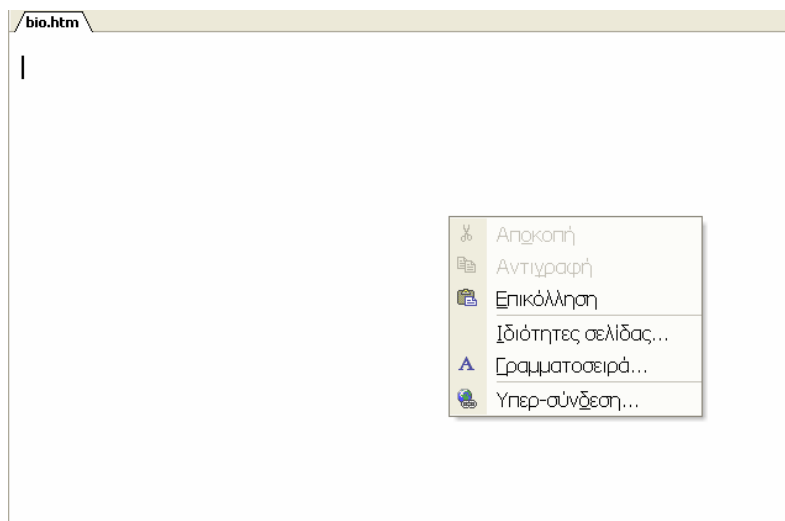 bio.htm
Αποκοπή
Αντιγραφή
Επικόλληση
Ιδιότητες σελίδας...
Γραμματοσειρά...
Υπερ-σύνδεση...